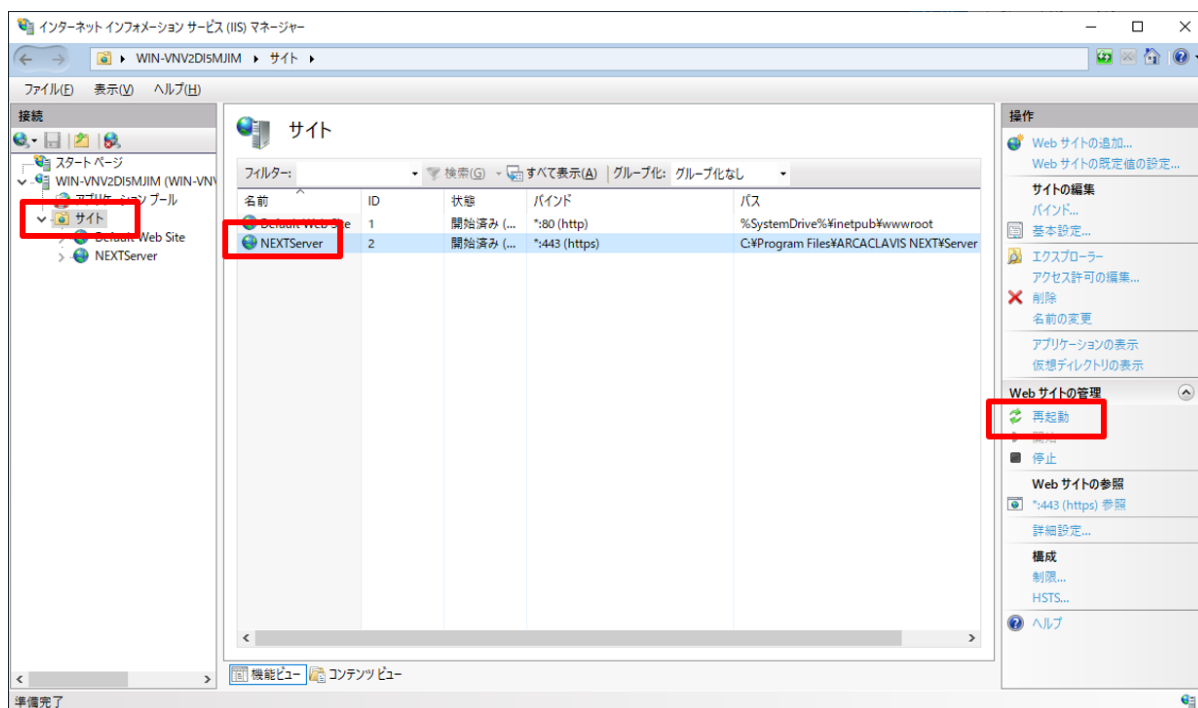 インターネット インフォメーション サービス (IIS) マネージャー
WIN-VNV2DI5MJIM
サイト
ファイル(F) 表示(V) ヘルプ(H)
接続
スタート ページ
WIN-VNV2DI5MJIM (WIN-VNV
アプリケーション プール
サイト
Default Web Site
NEXTServer
サイト
フィルター: 検索(G) すべて表示(A) グループ化: グループ化なし
名前 ID 状態 バインド パス
Default Web Site 1 開始済み (... *:80 (http) %SystemDrive%¥inetpub¥wwwroot
NEXTServer 2 開始済み (... *:443 (https) C:¥Program Files¥ARCACLAVIS NEXT¥Server
機能ビュー コンテンツ ビュー
操作
Web サイトの追加...
Web サイトの既定値の設定...
サイトの編集
バインド...
基本設定...
エクスプローラー
アクセス許可の編集...
削除
名前の変更
アプリケーションの表示
仮想ディレクトリの表示
Web サイトの管理
再起動
開始
停止
Web サイトの参照
*:443 (https) 参照
詳細設定...
構成
制限...
HSTS...
ヘルプ
準備完了